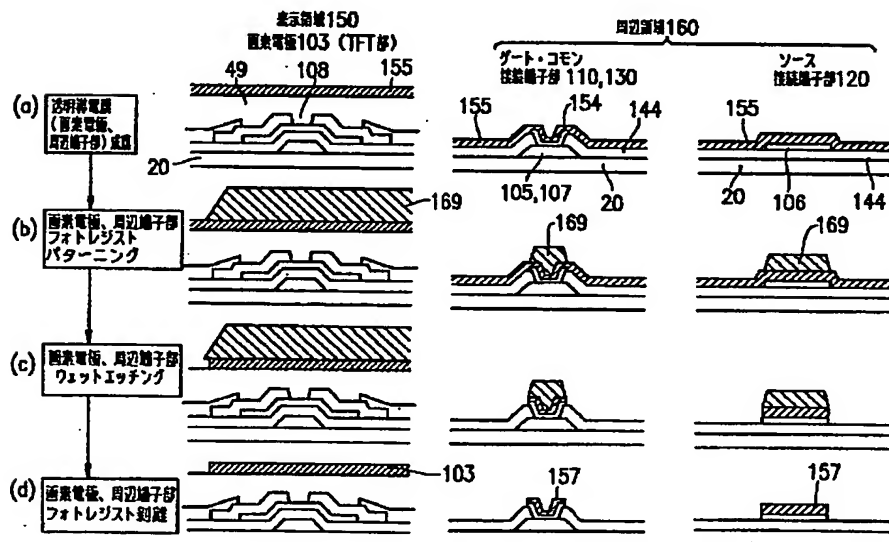 表示領域150
画素電極103 (TFT部)
周辺領域160
ゲート・コモン
接続端子部 110,130
ソース
接続端子部120
49
108
155
(a)
透明導電膜
(画素電極、
周辺端子部) 成膜
20
155
154
144
105,107
20
155
20
106
144
(b)
画素電極、周辺端子部
フォトレジスト
パターニング
169
169
169
(c)
画素電極、周辺端子部
ウェットエッチング
(d)
画素電極、周辺端子部
フォトレジスト剥離
103
157
157